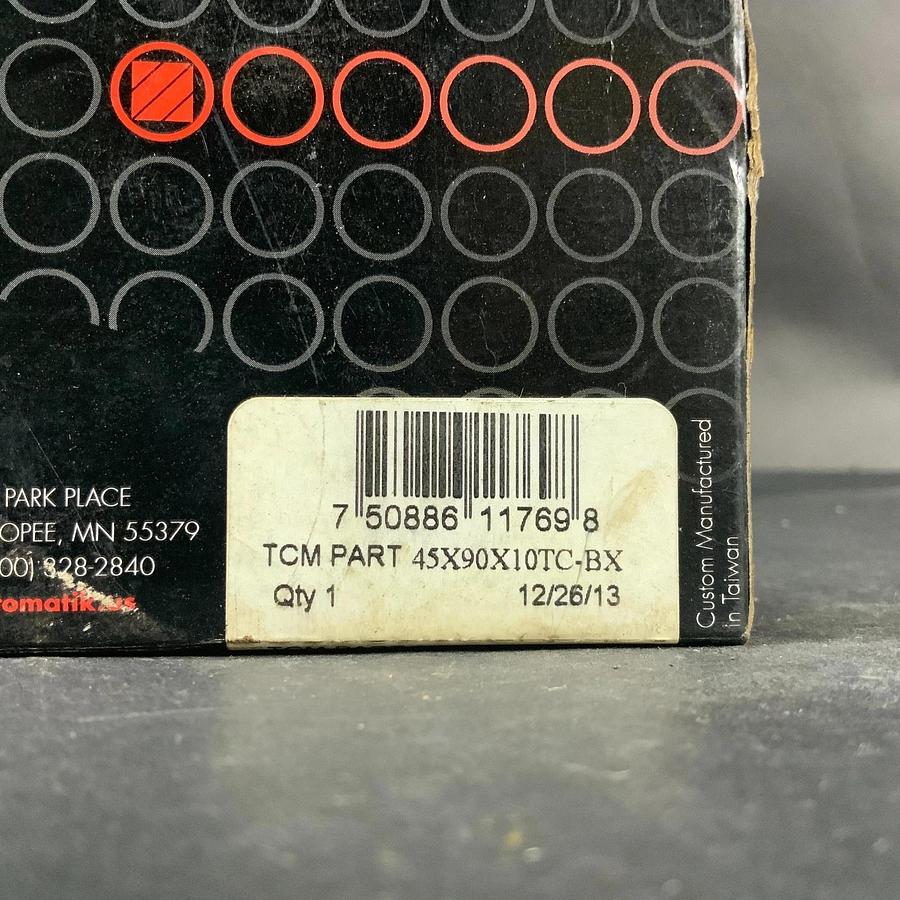 PARK PLACE
OPEE, MN 55379
00) 328-2840
romatik.us
7 50886 11769 8
TCM PART 45X90X10TC-BX
Qty 1 12/26/13
Custom Manufactured
in Taiwan